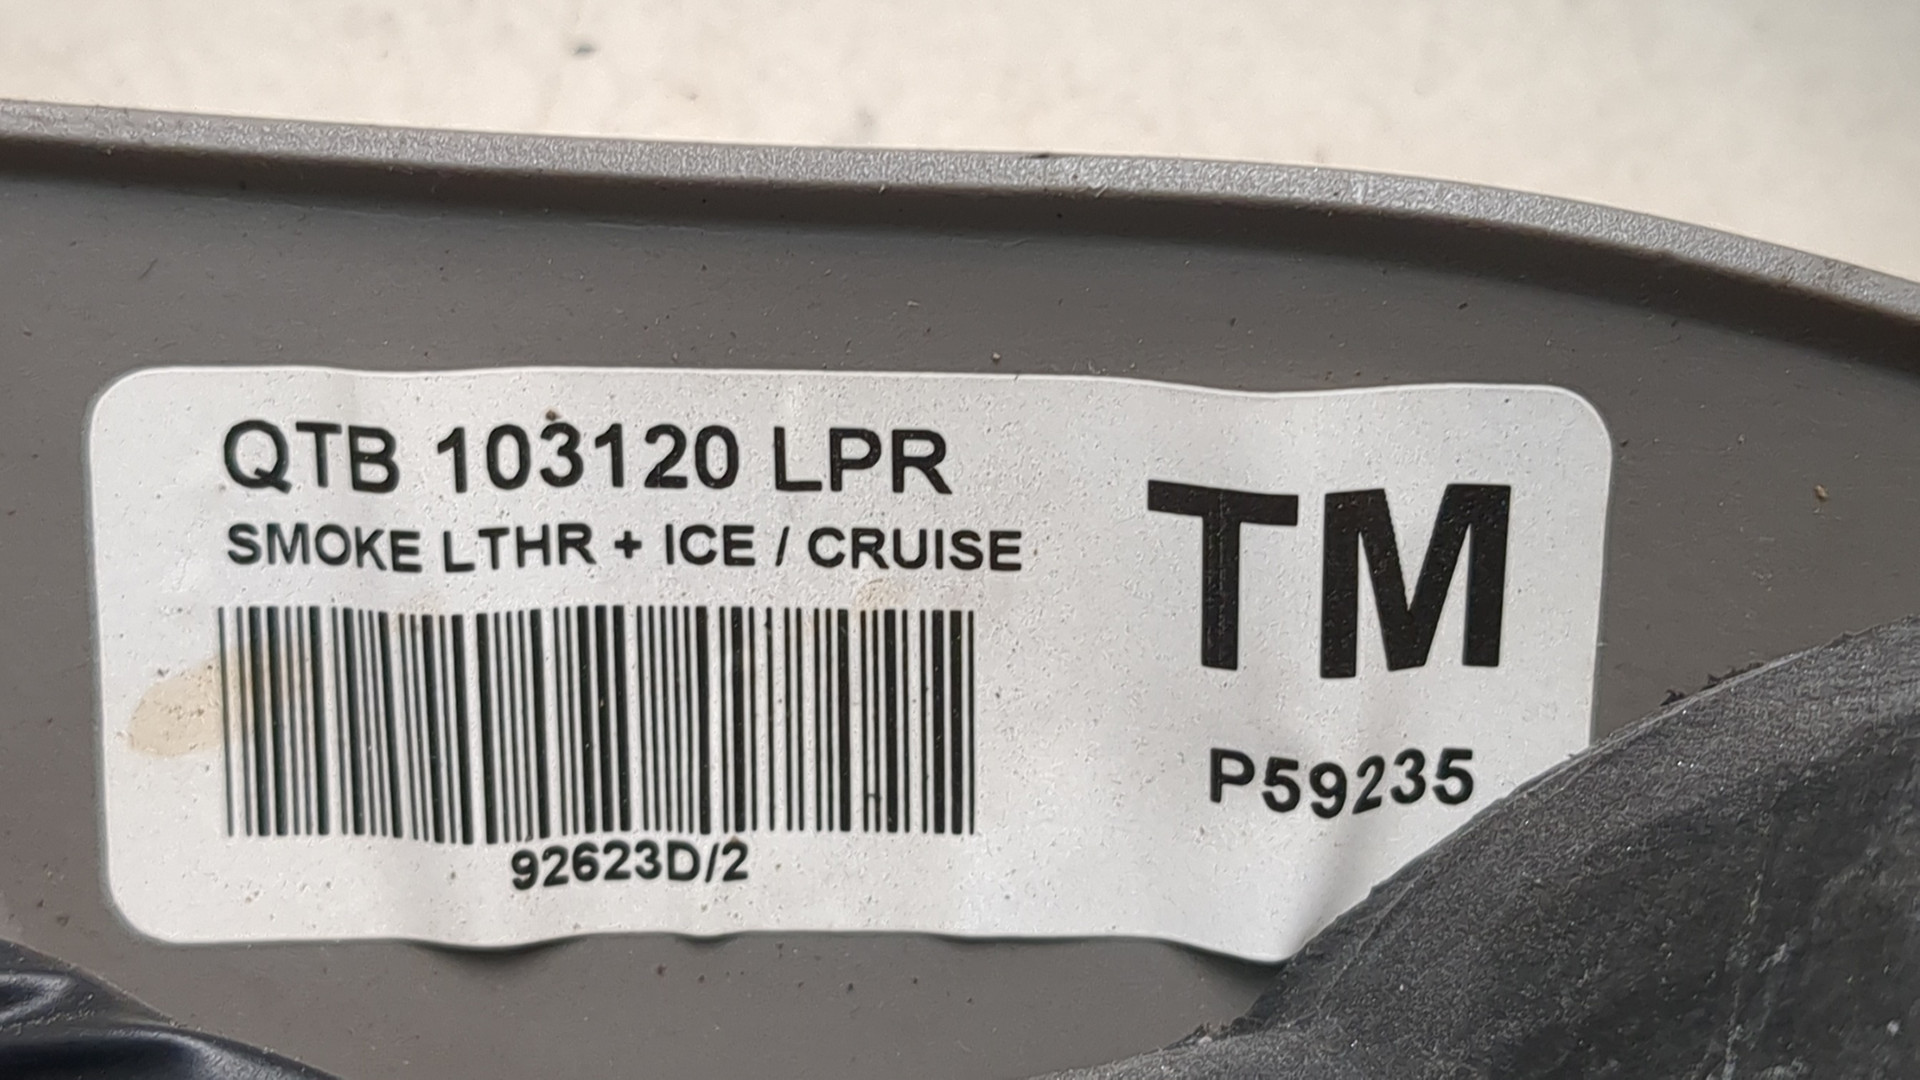 QTB 103120 LPR
SMOKE LTHR + ICE / CRUISE
92623D/2
TM
P59235